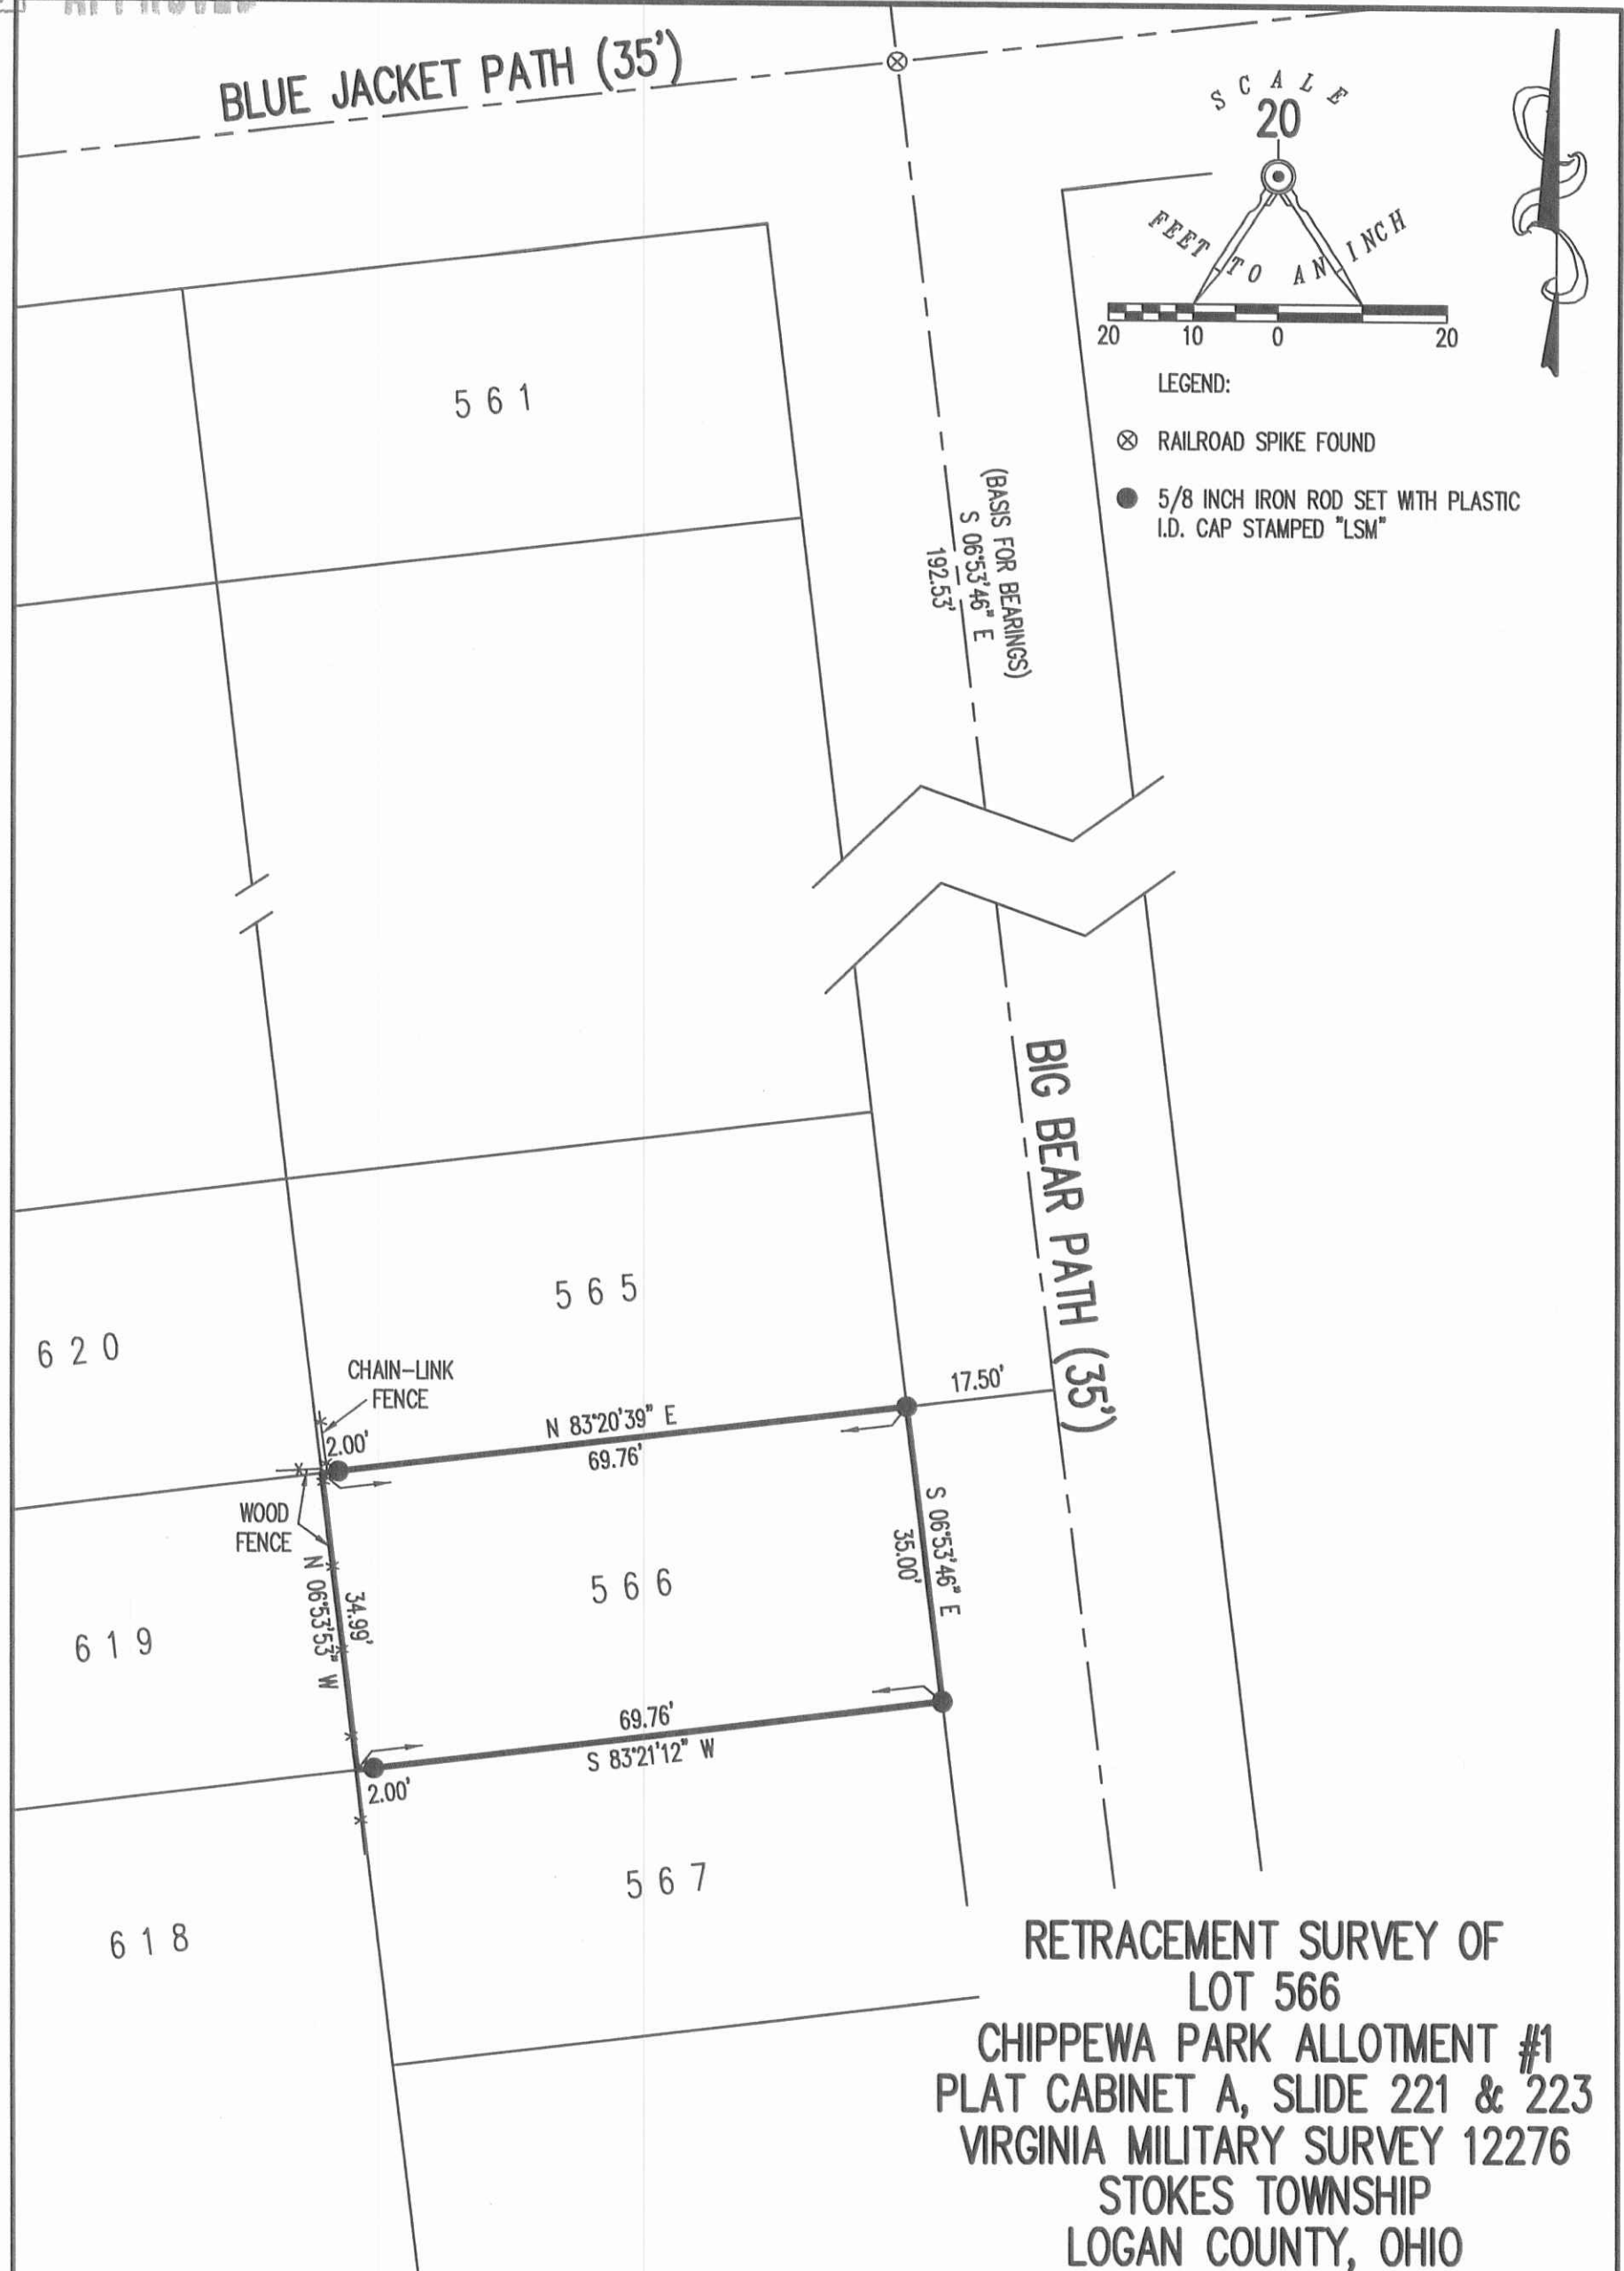 APPROVED
BLUE JACKET PATH (35')
SCALE
20
FEET TO AN INCH
20 10 0 20
LEGEND:
⊗ RAILROAD SPIKE FOUND
● 5/8 INCH IRON ROD SET WITH PLASTIC
I.D. CAP STAMPED "LSM"
561
(BASIS FOR BEARINGS)
S 06°53'46" E
192.53'
BIG BEAR PATH (35')
565
620
CHAIN-LINK
FENCE
2.00'
N 83°20'39" E
69.76'
17.50'
WOOD
FENCE
N 06°53'53" W
34.99'
566
S 06°53'46" E
35.00'
619
69.76'
S 83°21'12" W
2.00'
567
618
RETRACEMENT SURVEY OF
LOT 566
CHIPPEWA PARK ALLOTMENT #1
PLAT CABINET A, SLIDE 221 & 223
VIRGINIA MILITARY SURVEY 12276
STOKES TOWNSHIP
LOGAN COUNTY, OHIO